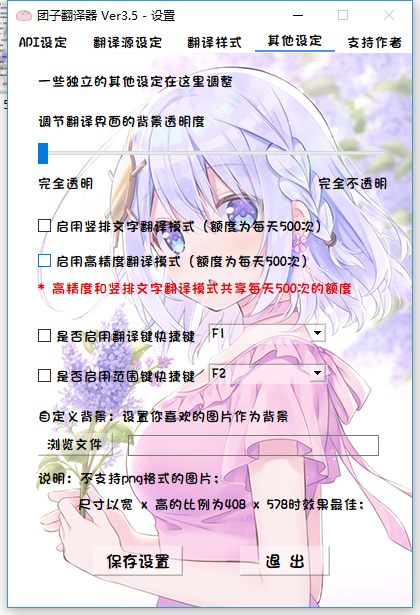 团子翻译器 Ver3.5 - 设置
API设定 翻译源设定 翻译样式 其他设定 支持作者
一些独立的其他设定在这里调整
调节翻译界面的背景透明度
完全透明 完全不透明
启用竖排文字翻译模式（额度为每天500次）
启用高精度翻译模式（额度为每天500次）
* 高精度和竖排文字翻译模式共享每天500次的额度
是否启用翻译键快捷键 F1
是否启用范围键快捷键 F2
自定义背景：设置你喜欢的图片作为背景
浏览文件
说明：不支持png格式的图片；
尺寸以宽 x 高的比例为408 x 578时效果最佳；
保存设置 退 出